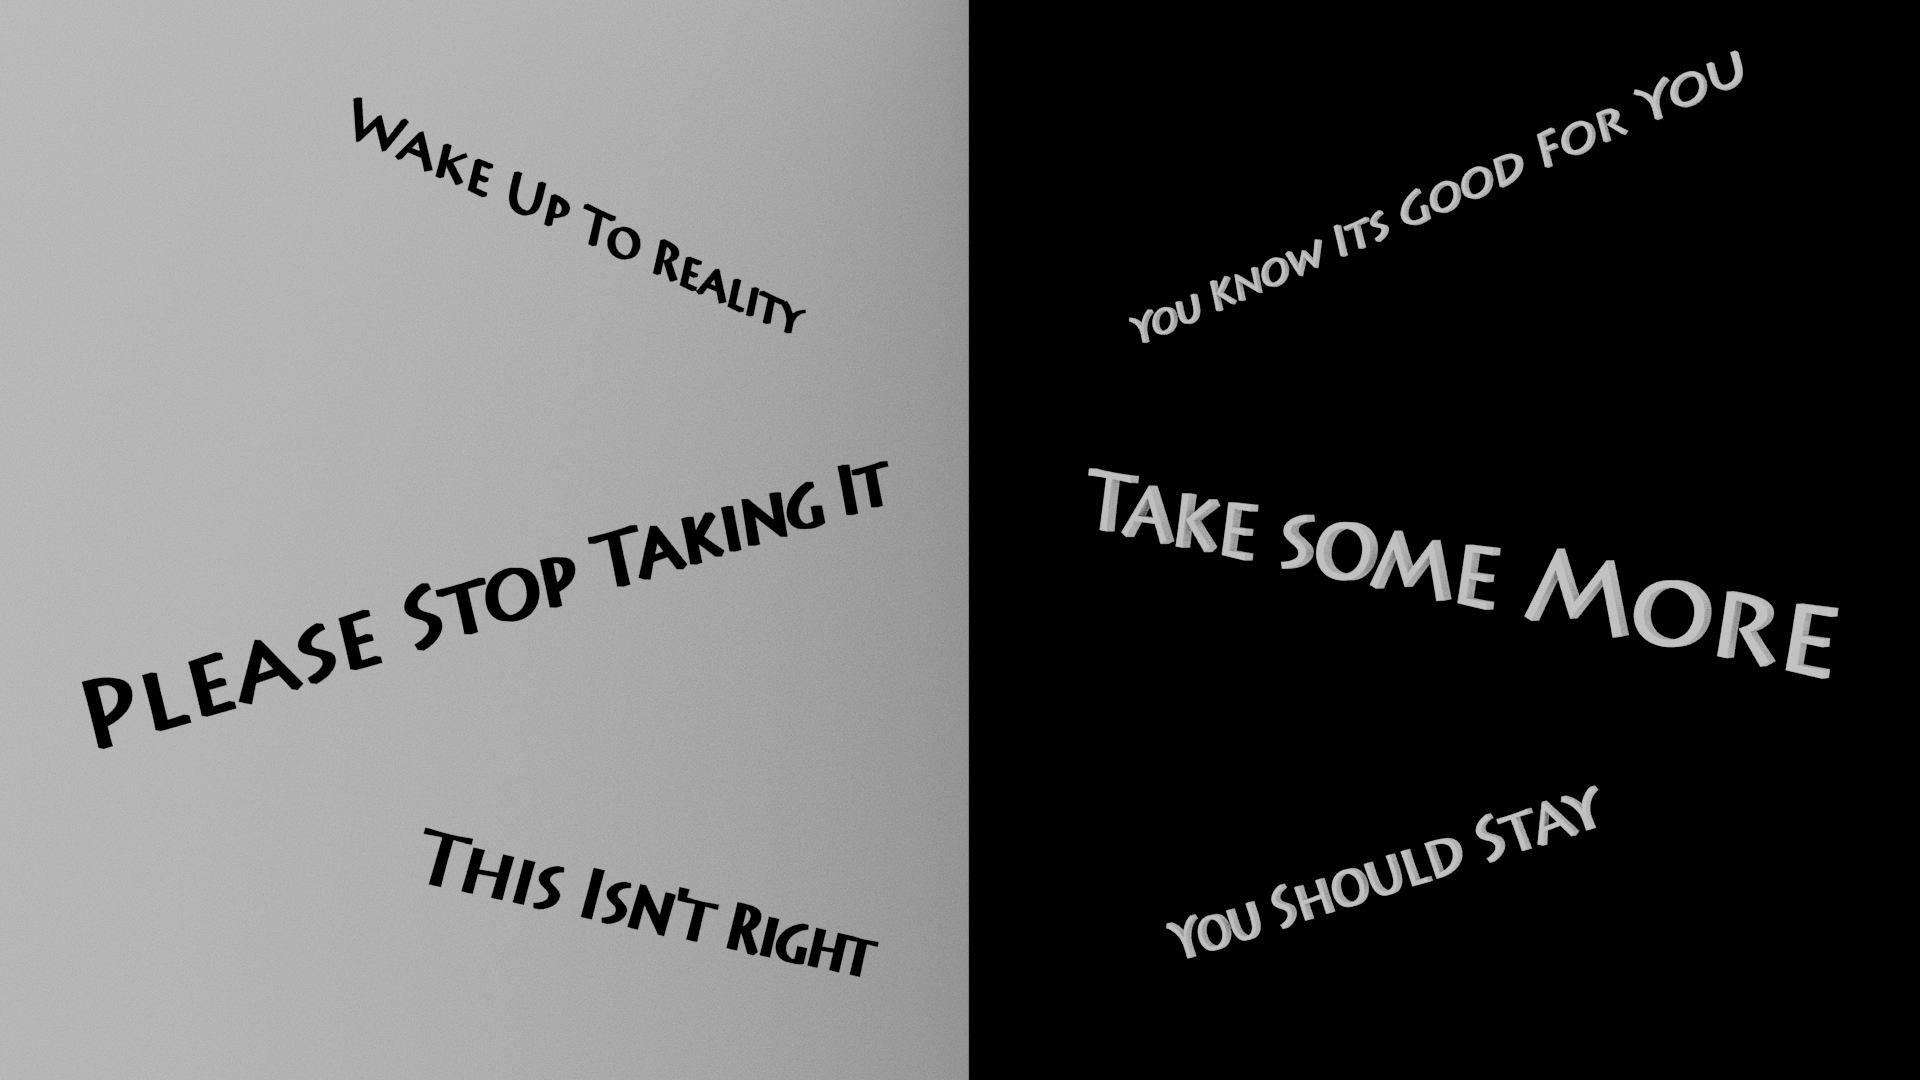 Wake Up To Reality
Please Stop Taking It
This Isn't Right
You Know Its Good For You
Take some More
You Should Stay